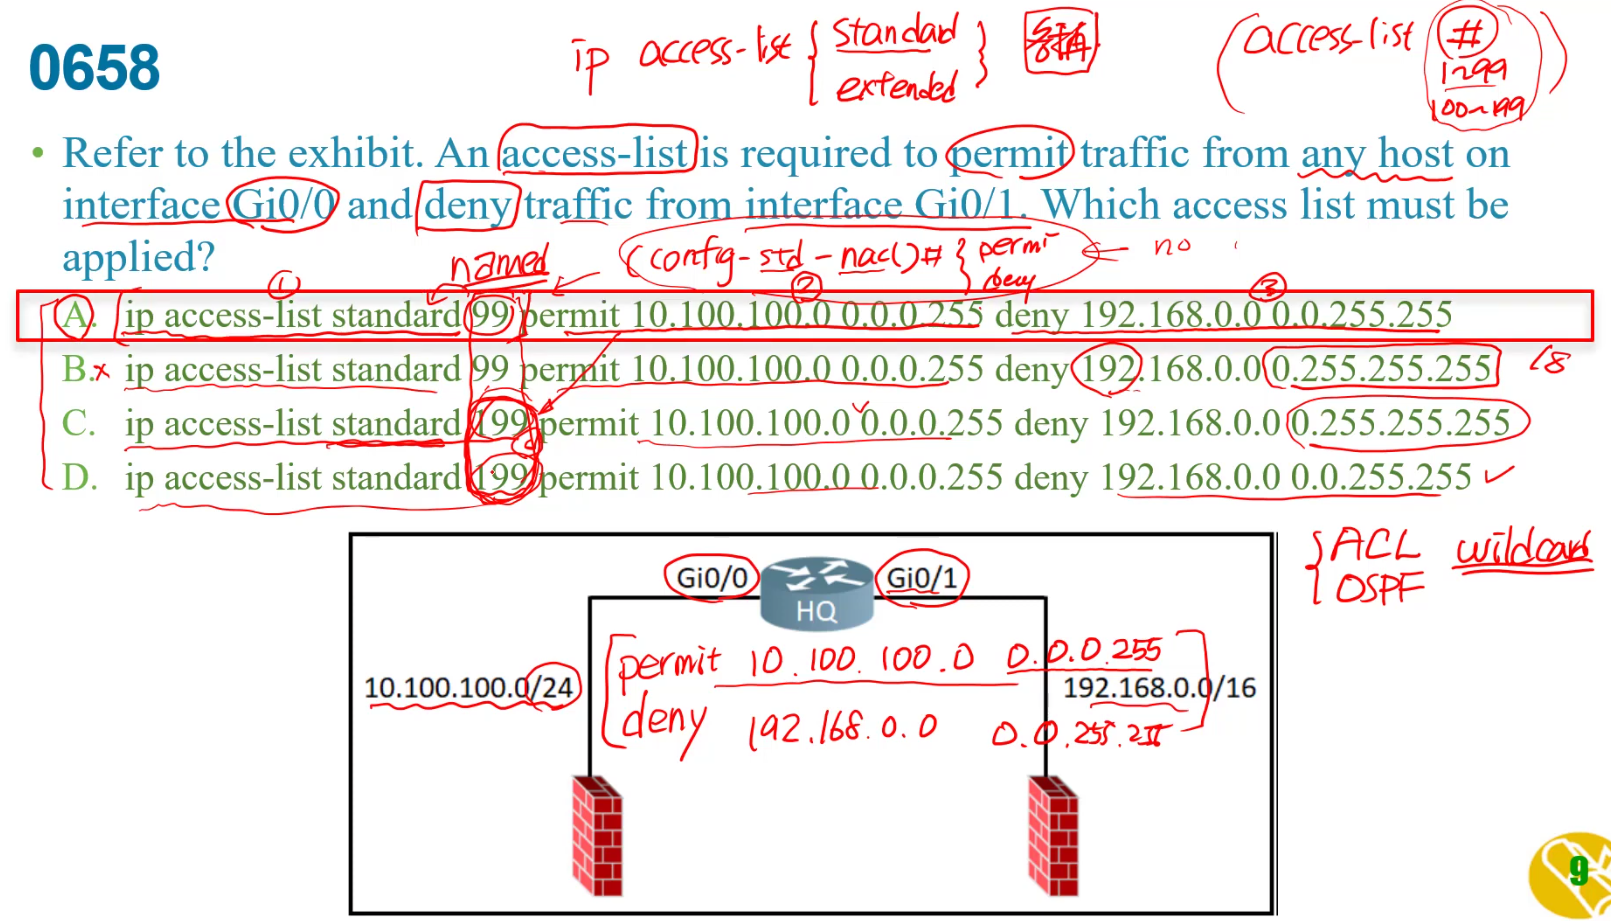 0658
ip access-list { standard
extended }
(access-list #
1~99
100~199)
• Refer to the exhibit. An access-list is required to permit traffic from any host on
interface Gi0/0 and deny traffic from interface Gi0/1. Which access list must be
applied?
named
(config-std-nacl)# { permit
deny
no
① ② ③
A. ip access-list standard 99 permit 10.100.100.0 0.0.0.255 deny 192.168.0.0 0.0.255.255
B. ip access-list standard 99 permit 10.100.100.0 0.0.0.255 deny 192.168.0.0 0.255.255.255
/8
C. ip access-list standard 199 permit 10.100.100.0 0.0.0.255 deny 192.168.0.0 0.255.255.255
D. ip access-list standard 199 permit 10.100.100.0 0.0.0.255 deny 192.168.0.0 0.0.255.255
{ ACL wildcard
OSPF
Gi0/0
Gi0/1
HQ
permit 10.100.100.0 0.0.0.255
10.100.100.0/24
192.168.0.0/16
deny 192.168.0.0 0.0.255.255
9